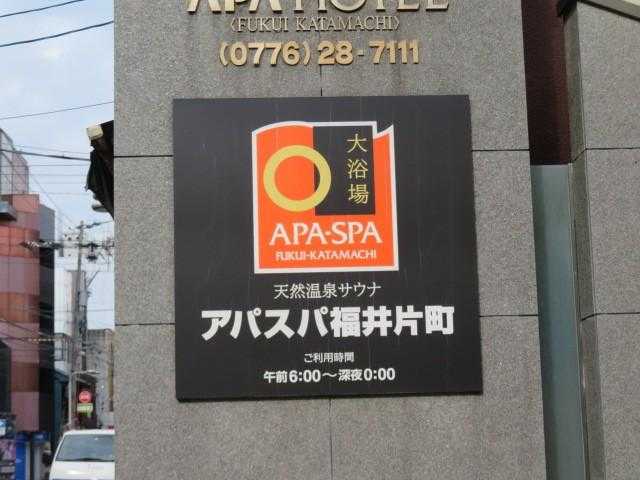 APA HOTEL
〈FUKUI KATAMACHI〉
(0776)28-7111
大浴場
APA-SPA
FUKUI-KATAMACHI
天然温泉サウナ
アパスパ福井片町
ご利用時間
午前6:00〜深夜0:00